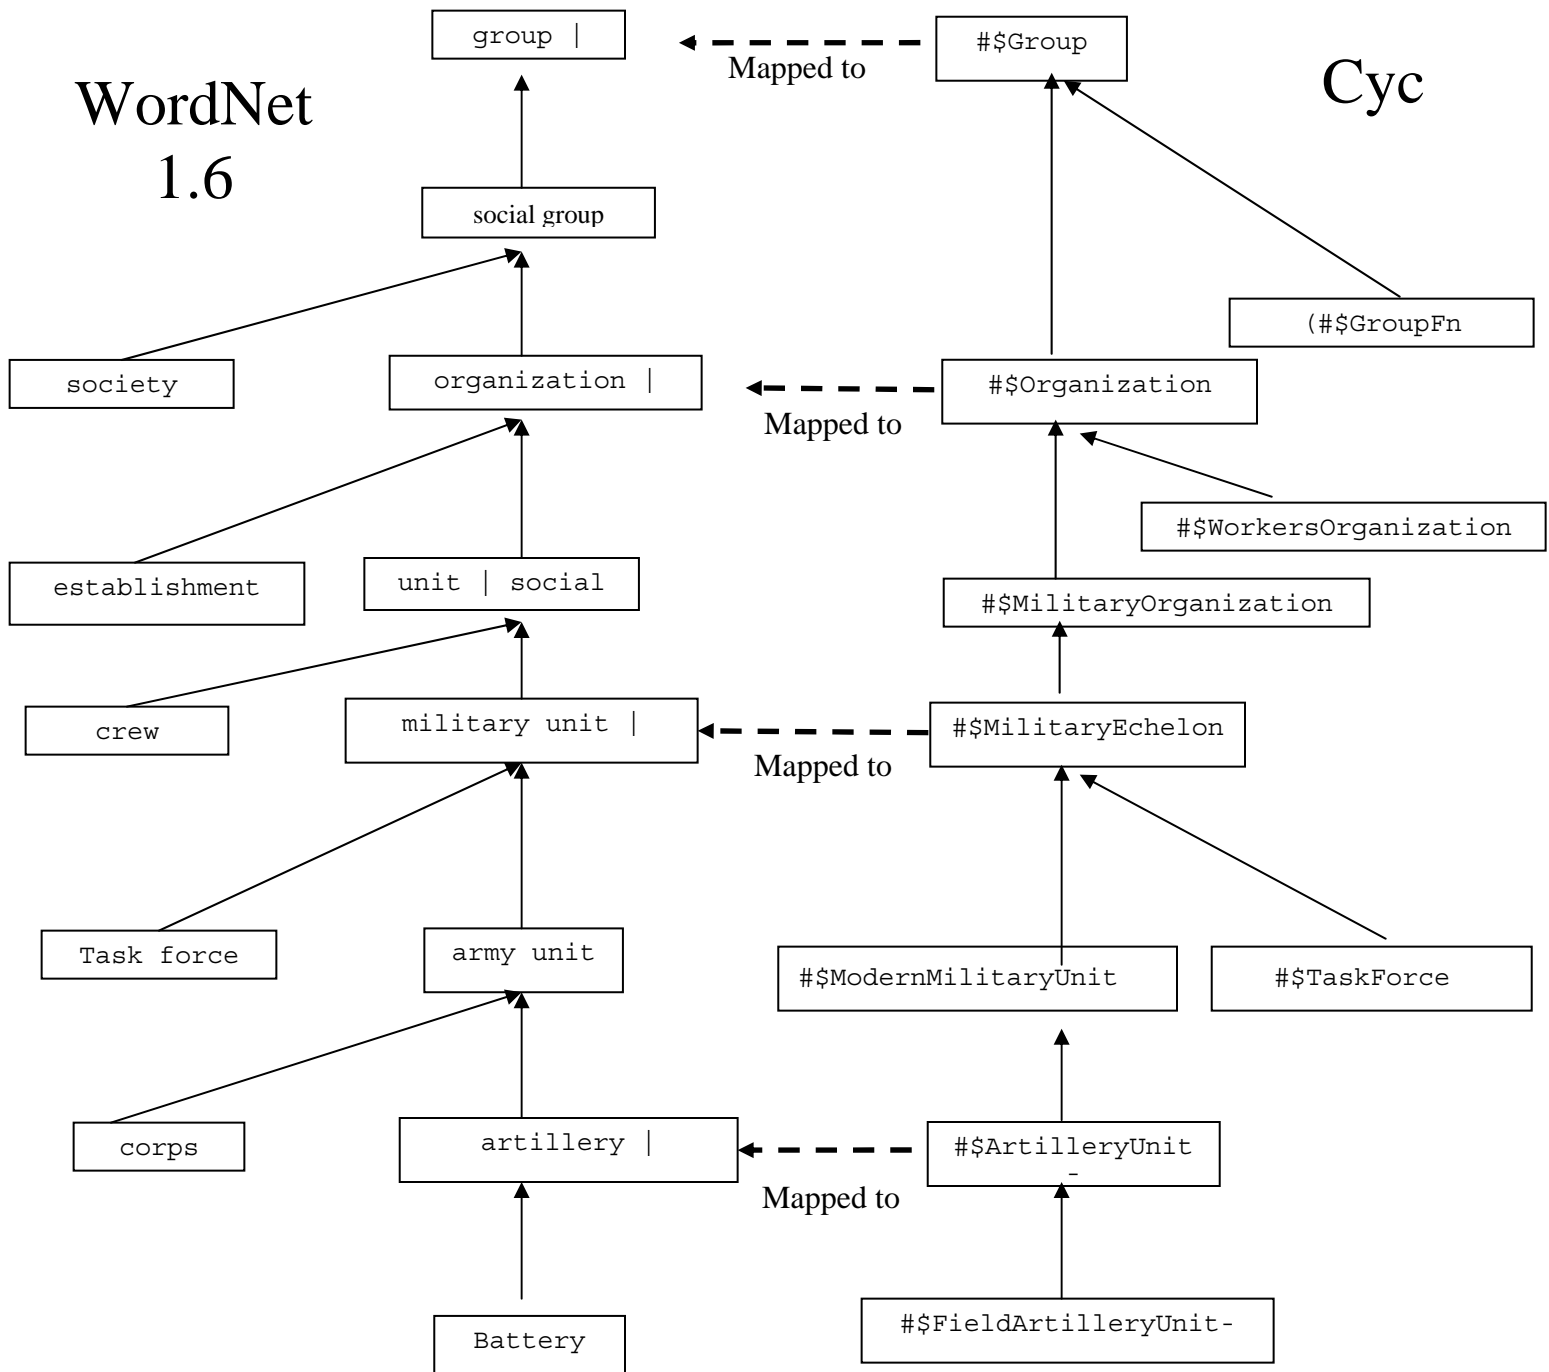 group |
#$Group
Mapped to
WordNet
1.6
Cyc
social group
(#$GroupFn
society
organization |
#$Organization
Mapped to
#$WorkersOrganization
establishment
unit | social
#$MilitaryOrganization
crew
military unit |
#$MilitaryEchelon
Mapped to
Task force
army unit
#$ModernMilitaryUnit
#$TaskForce
corps
artillery |
#$ArtilleryUnit
-
Mapped to
Battery
#$FieldArtilleryUnit-